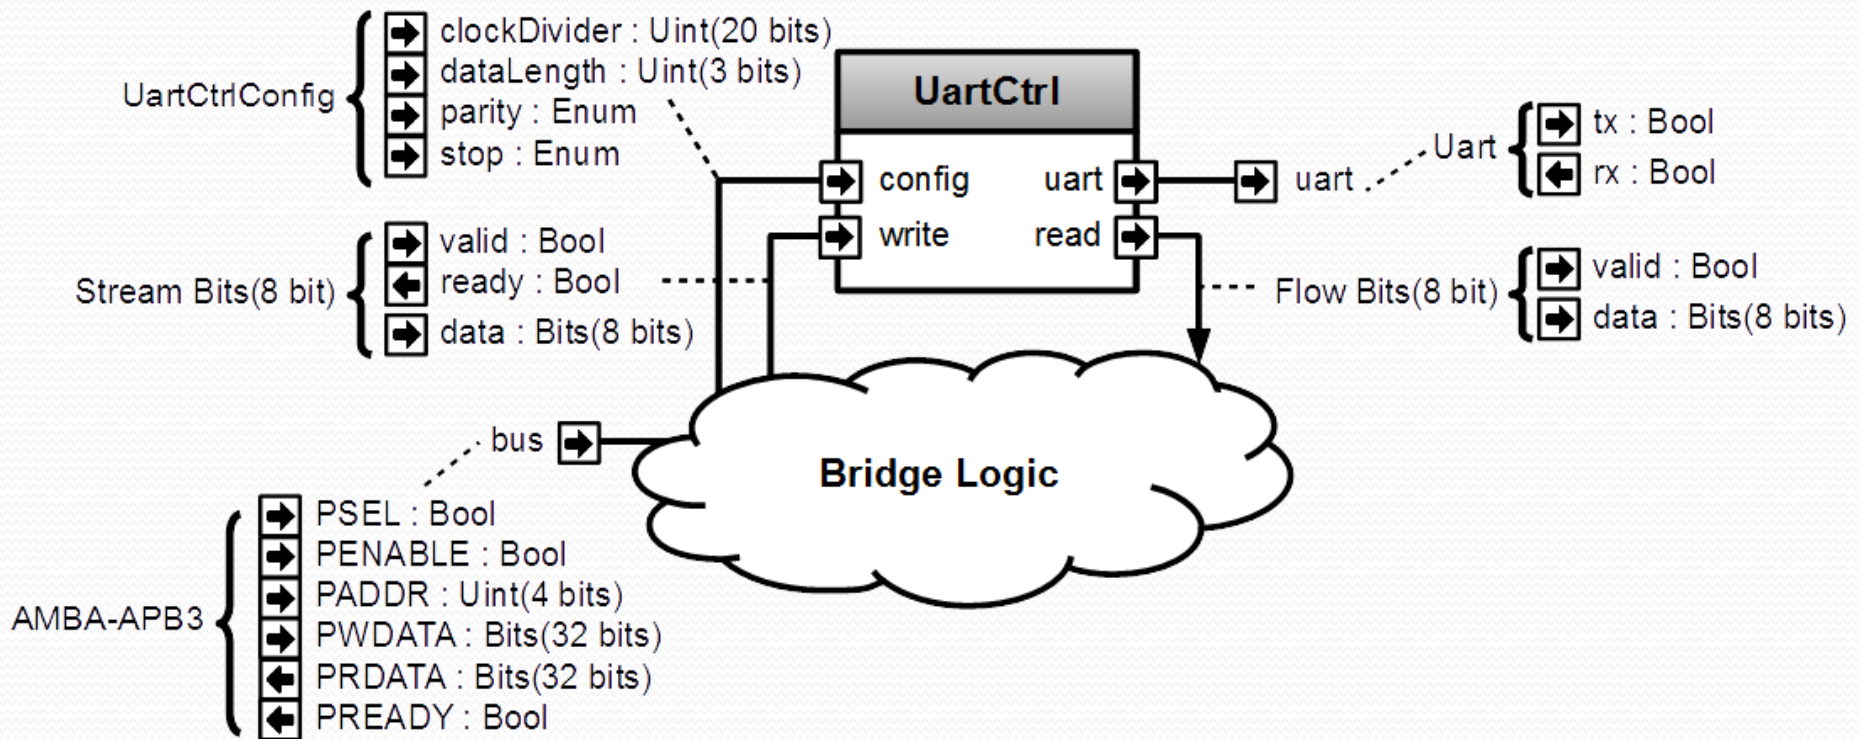 UartCtrlConfig
clockDivider : Uint(20 bits)
dataLength : Uint(3 bits)
parity : Enum
stop : Enum
UartCtrl
config
uart
write
read
uart
Uart
tx : Bool
rx : Bool
Stream Bits(8 bit)
valid : Bool
ready : Bool
data : Bits(8 bits)
Flow Bits(8 bit)
valid : Bool
data : Bits(8 bits)
bus
Bridge Logic
AMBA-APB3
PSEL : Bool
PENABLE : Bool
PADDR : Uint(4 bits)
PWDATA : Bits(32 bits)
PRDATA : Bits(32 bits)
PREADY : Bool